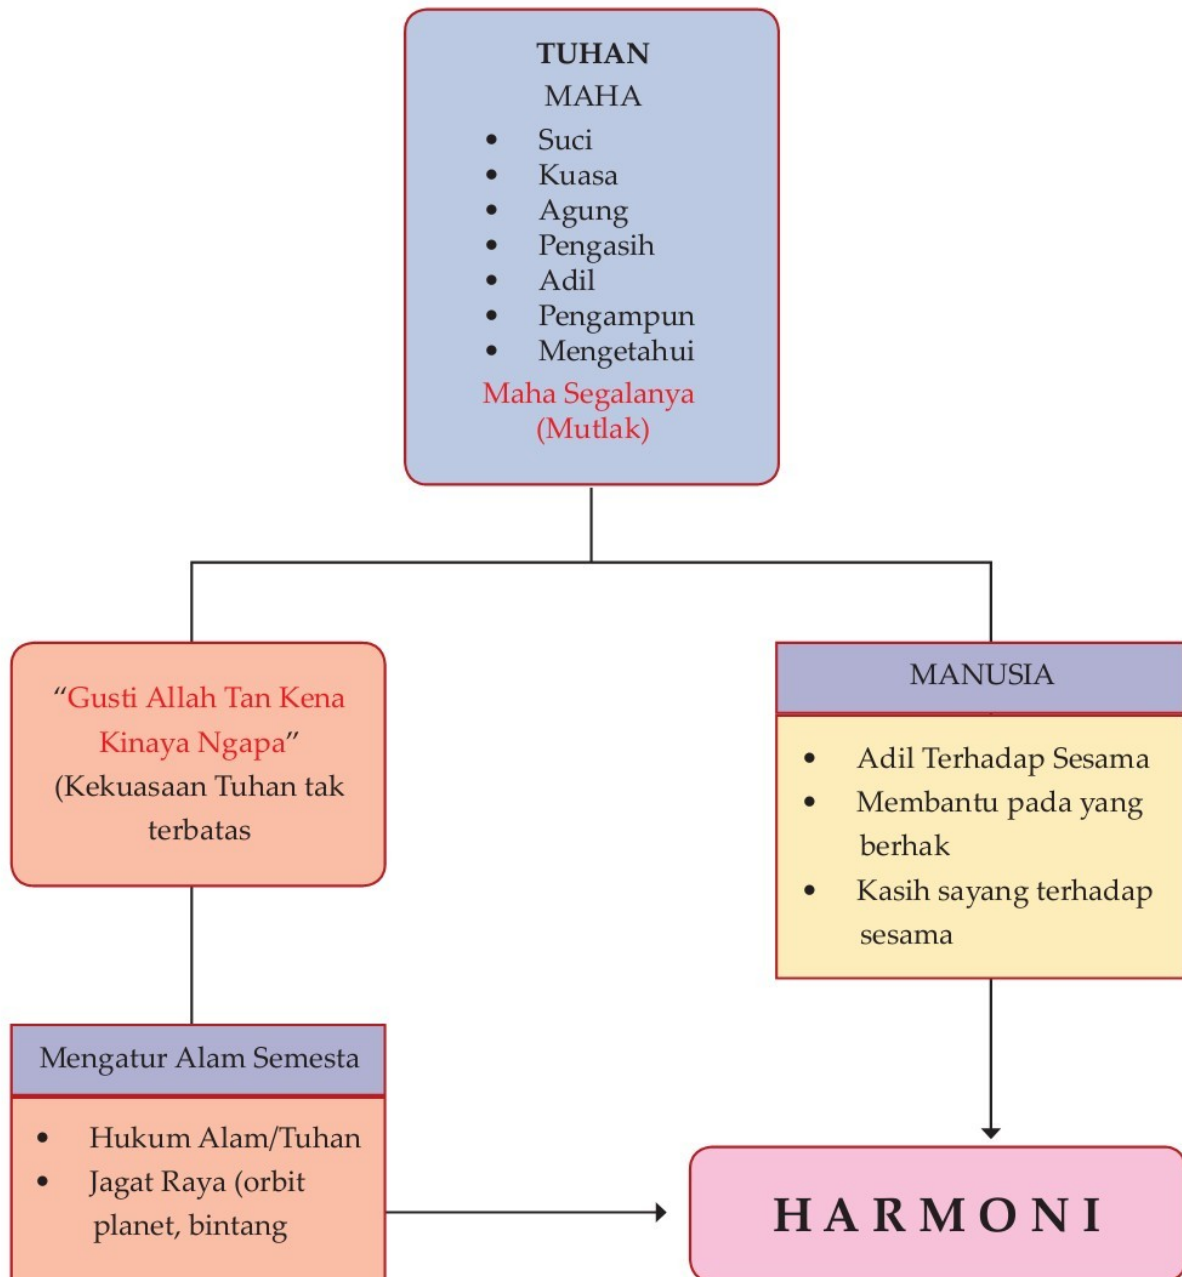 TUHAN
MAHA
• Suci
• Kuasa
• Agung
• Pengasih
• Adil
• Pengampun
• Mengetahui
Maha Segalanya
(Mutlak)
“Gusti Allah Tan Kena
Kinaya Ngapa”
(Kekuasaan Tuhan tak
terbatas
MANUSIA
• Adil Terhadap Sesama
• Membantu pada yang
berhak
• Kasih sayang terhadap
sesama
Mengatur Alam Semesta
• Hukum Alam/Tuhan
• Jagat Raya (orbit
planet, bintang
H A R M O N I